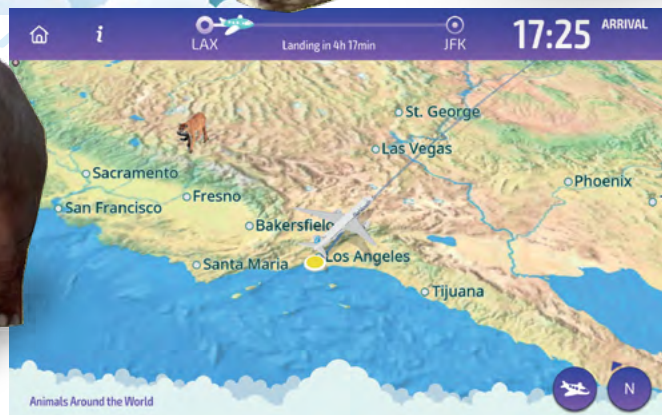 i
LAX
Landing in 4h 17min
JFK
17:25 ARRIVAL
St. George
Las Vegas
Sacramento
Phoenix
Fresno
San Francisco
Bakersfield
Los Angeles
Santa Maria
Tijuana
Animals Around the World
N